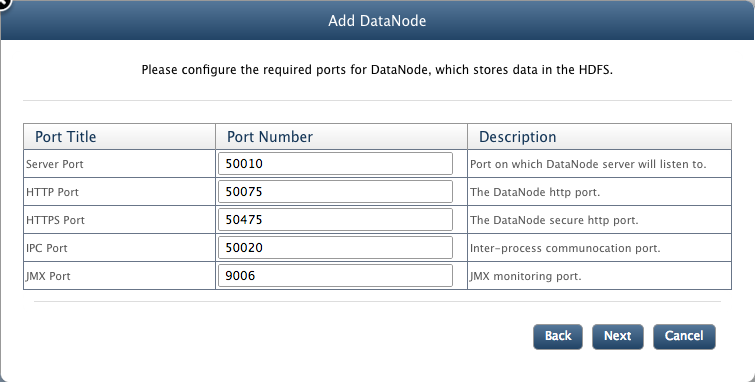 Add DataNode
Please configure the required ports for DataNode, which stores data in the HDFS.
Port Title Port Number Description
Server Port 50010 Port on which DataNode server will listen to.
HTTP Port 50075 The DataNode http port.
HTTPS Port 50475 The DataNode secure http port.
IPC Port 50020 Inter-process communocation port.
JMX Port 9006 JMX monitoring port.
Back Next Cancel